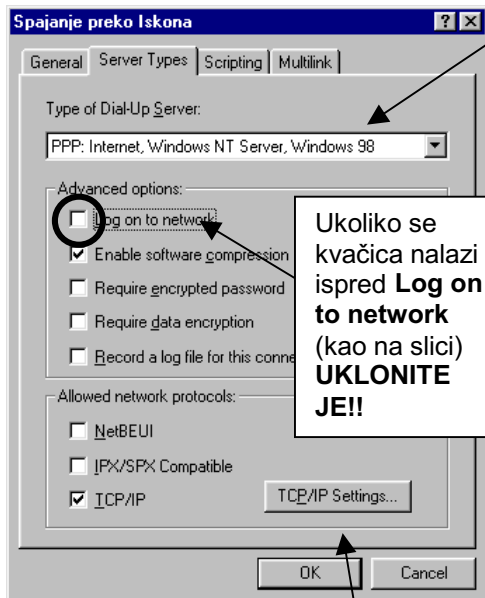 Spajanje preko Iskona
General Server Types Scripting Multilink
Type of Dial-Up Server:
PPP: Internet, Windows NT Server, Windows 98
Advanced options:
Log on to network
Enable software compression
Require encrypted password
Require data encryption
Record a log file for this conne
Ukoliko se
kvačica nalazi
ispred Log on
to network
(kao na slici)
UKLONITE
JE!!
Allowed network protocols:
NetBEUI
IPX/SPX Compatible
TCP/IP
TCP/IP Settings...
OK Cancel